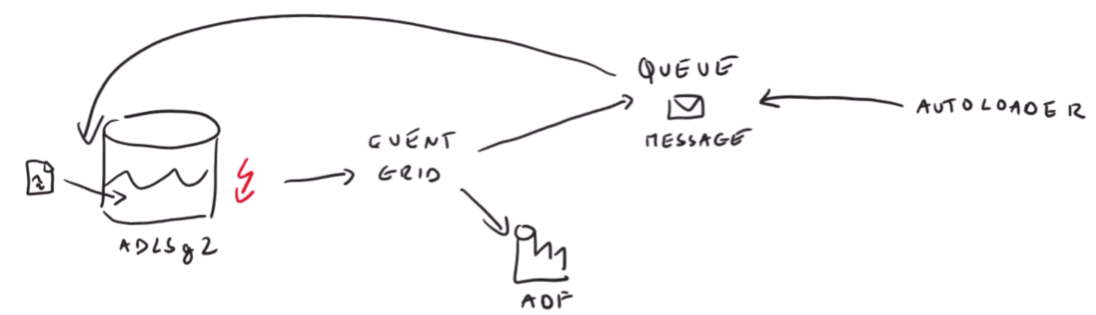 QUEUE
MESSAGE
AUTOLOADER
EVENT
GRID
ADLSg2
ADF